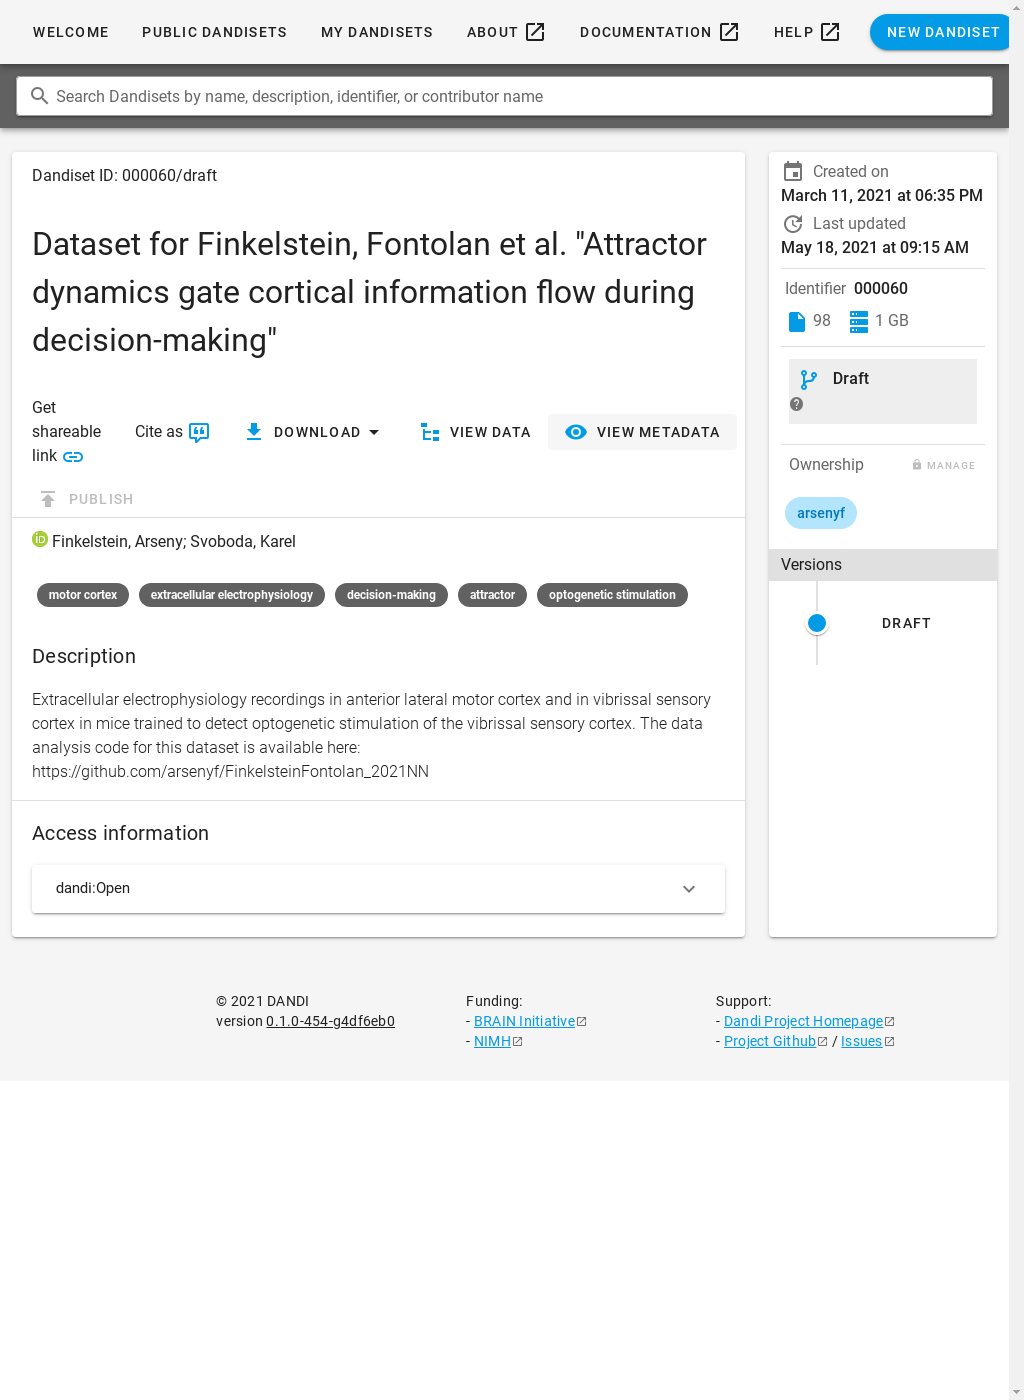 WELCOME PUBLIC DANDISETS MY DANDISETS ABOUT DOCUMENTATION HELP NEW DANDISET
Search Dandisets by name, description, identifier, or contributor name
Dandiset ID: 000060/draft
Dataset for Finkelstein, Fontolan et al. "Attractor
dynamics gate cortical information flow during
decision-making"
Get
shareable
link
Cite as
DOWNLOAD
VIEW DATA
VIEW METADATA
PUBLISH
iD Finkelstein, Arseny; Svoboda, Karel
motor cortex extracellular electrophysiology decision-making attractor optogenetic stimulation
Description
Extracellular electrophysiology recordings in anterior lateral motor cortex and in vibrissal sensory
cortex in mice trained to detect optogenetic stimulation of the vibrissal sensory cortex. The data
analysis code for this dataset is available here:
https://github.com/arsenyf/FinkelsteinFontolan_2021NN
Access information
dandi:Open
Created on
March 11, 2021 at 06:35 PM
Last updated
May 18, 2021 at 09:15 AM
Identifier 000060
98 1 GB
Draft
?
Ownership MANAGE
arsenyf
Versions
DRAFT
© 2021 DANDI
version 0.1.0-454-g4df6eb0
Funding:
- BRAIN Initiative
- NIMH
Support:
- Dandi Project Homepage
- Project Github / Issues